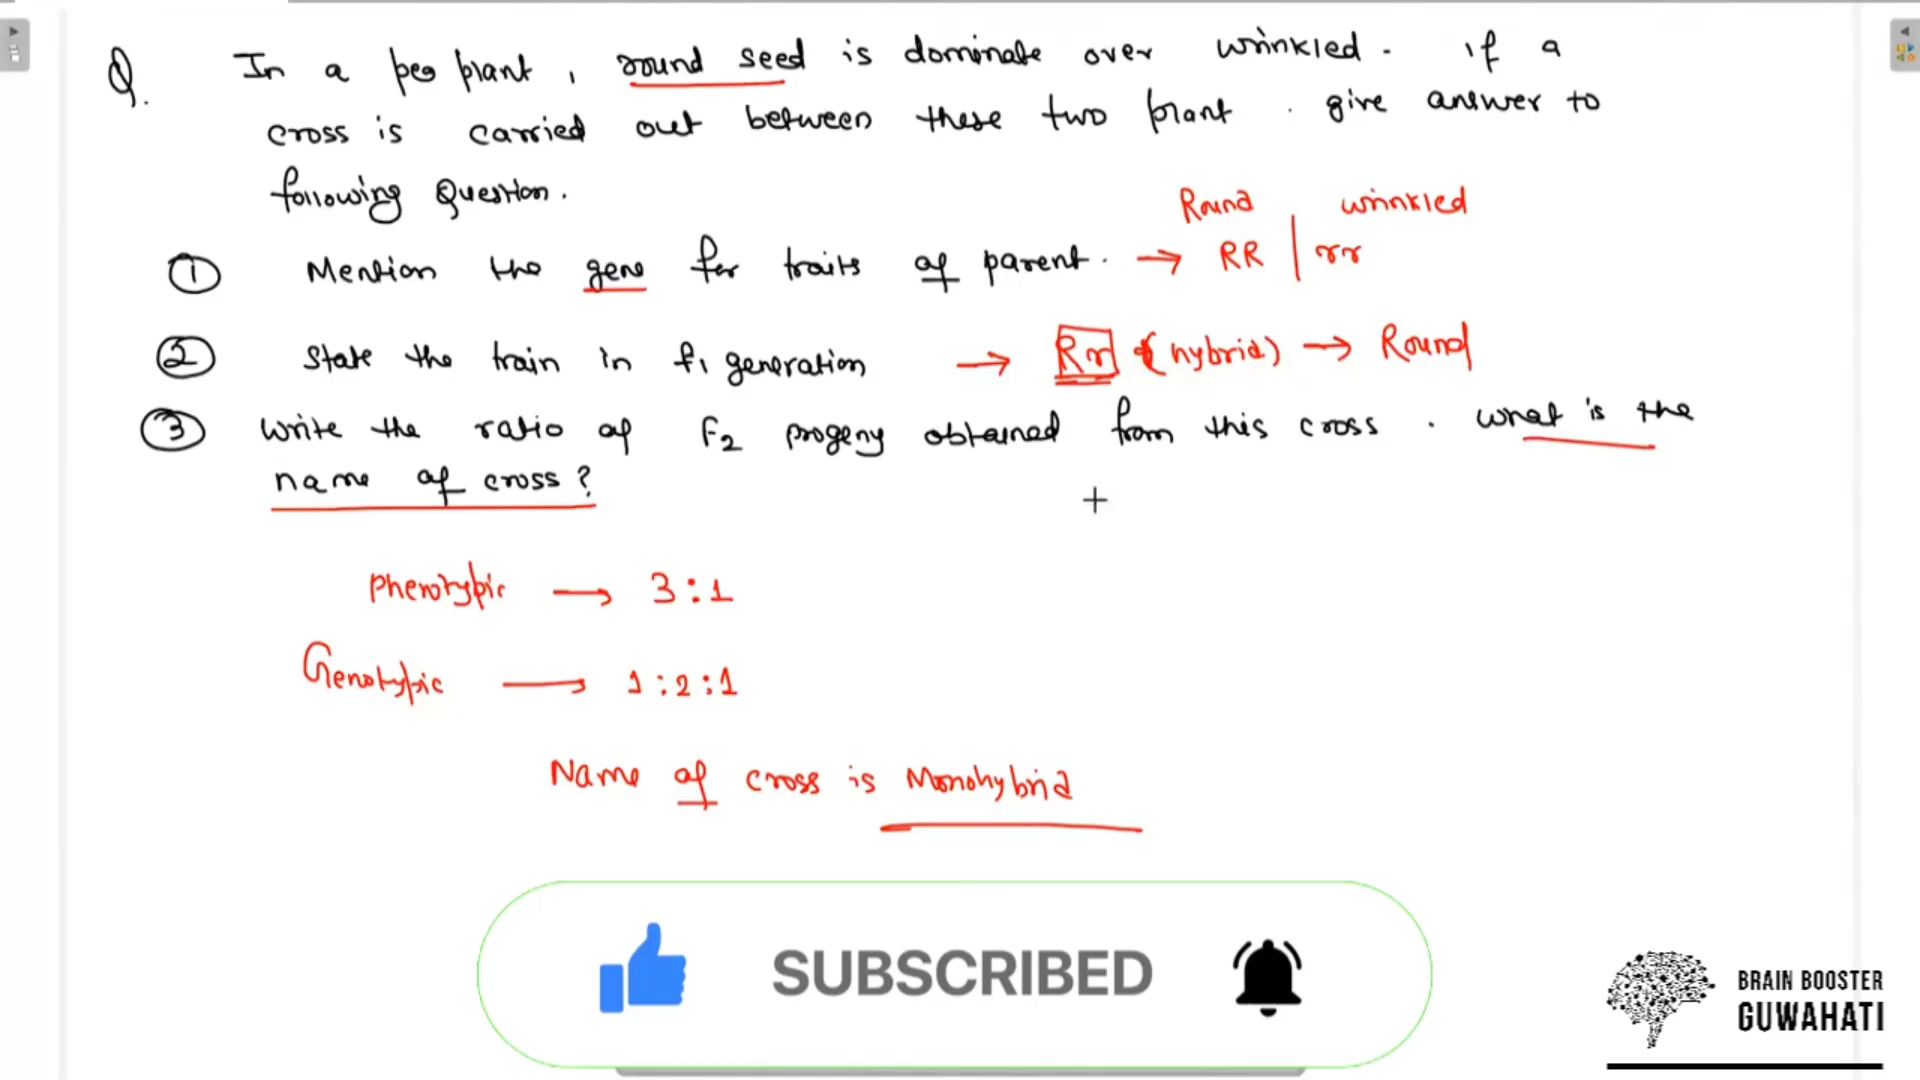 Q. In a pea plant, round seed is dominate over wrinkled. if a
cross is carried out between these two plant. give answer to
following Question.
Round wrinkled
① Mention the gene for traits of parent. → RR | rr
② State the train in f1 generation → Rr (hybrid) → Round
③ Write the ratio of F2 progeny obtained from this cross. What is the
name of cross?
Phenotypic → 3:1
Genotypic → 1:2:1
Name of cross is Monohybrid
SUBSCRIBED
BRAIN BOOSTER
GUWAHATI